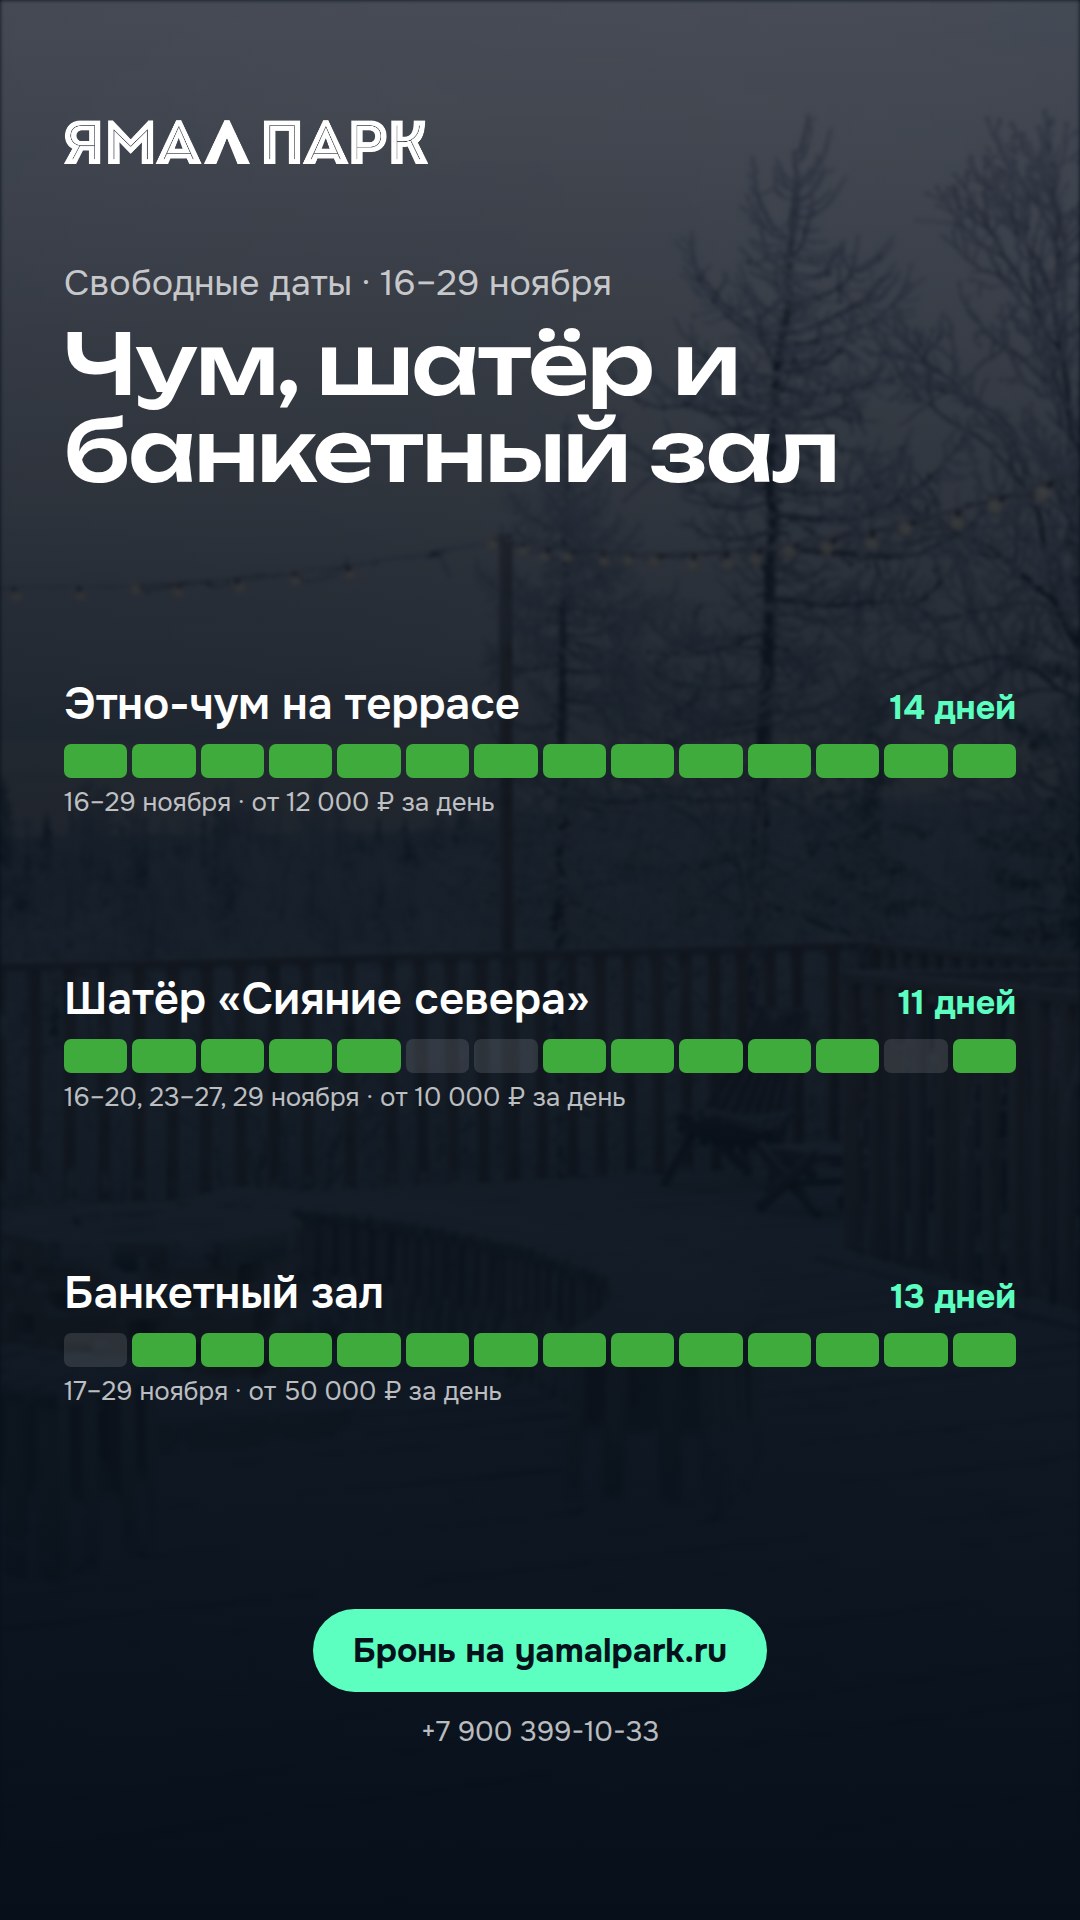 ЯМАЛ ПАРК
Свободные даты · 16–29 ноября
Чум, шатёр и
банкетный зал
Этно-чум на террасе
14 дней
16–29 ноября · от 12 000 ₽ за день
Шатёр «Сияние севера»
11 дней
16–20, 23–27, 29 ноября · от 10 000 ₽ за день
Банкетный зал
13 дней
17–29 ноября · от 50 000 ₽ за день
Бронь на yamalpark.ru
+7 900 399-10-33